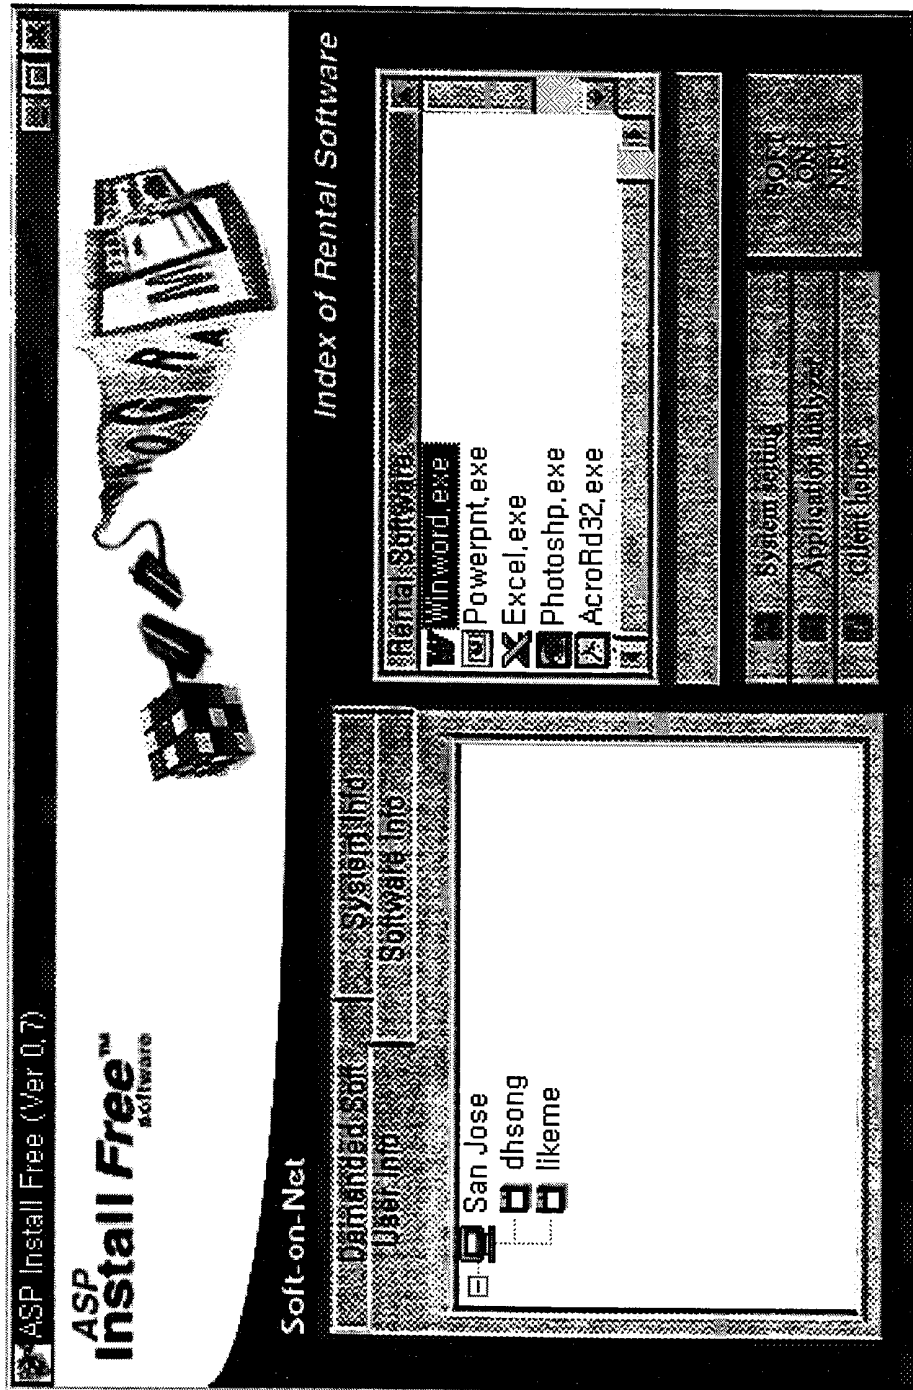 ASP Install Free (Ver 0,7)
ASP
Install Free™
software
PROGRA
Soft-on-Net
Index of Rental Software
Demanded Soft
System Info
User Info
Software Info
San Jose
dhsong
likeme
Rental Software
Winword.exe
Powerpnt.exe
Excel.exe
Photoshp.exe
AcroRd32.exe
System setting
Application
Client helper
ON